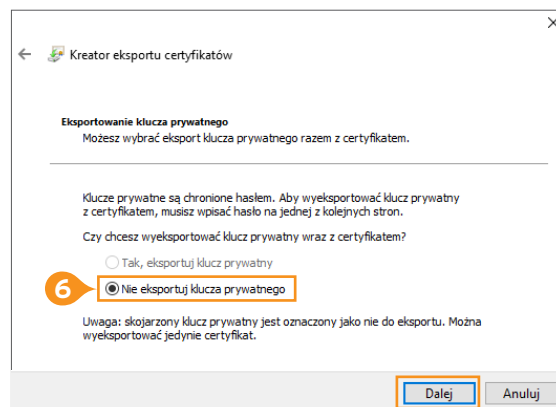 Kreator eksportu certyfikatów
Eksportowanie klucza prywatnego
Możesz wybrać eksport klucza prywatnego razem z certyfikatem.
Klucze prywatne są chronione hasłem. Aby wyeksportować klucz prywatny
z certyfikatem, musisz wpisać hasło na jednej z kolejnych stron.
Czy chcesz wyeksportować klucz prywatny wraz z certyfikatem?
Tak, eksportuj klucz prywatny
6 Nie eksportuj klucza prywatnego
Uwaga: skojarzony klucz prywatny jest oznaczony jako nie do eksportu. Można
wyeksportować jedynie certyfikat.
Dalej Anuluj